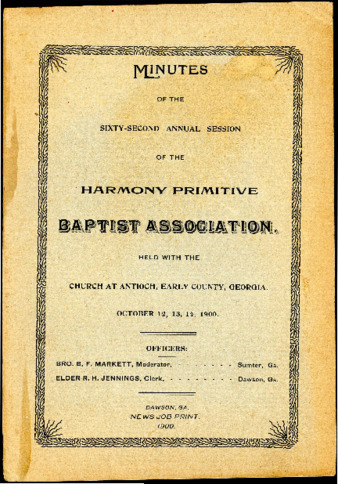 MINUTES
OF THE
SIXTY-SECOND ANNUAL SESSION
OF THE
HARMONY PRIMITIVE
BAPTIST ASSOCIATION.
HELD WITH THE
CHURCH AT ANTIOCH, EARLY COUNTY, GEORGIA.
OCTOBER 12, 13, 14, 1900.
OFFICERS:
BRO. B. F. MARKETT, Moderator, - - - - - - Sumter, Ga.
ELDER R. H. JENNINGS, Clerk, - - - - - - - Dawson, Ga.
DAWSON, GA.
NEWS JOB PRINT.
1900.